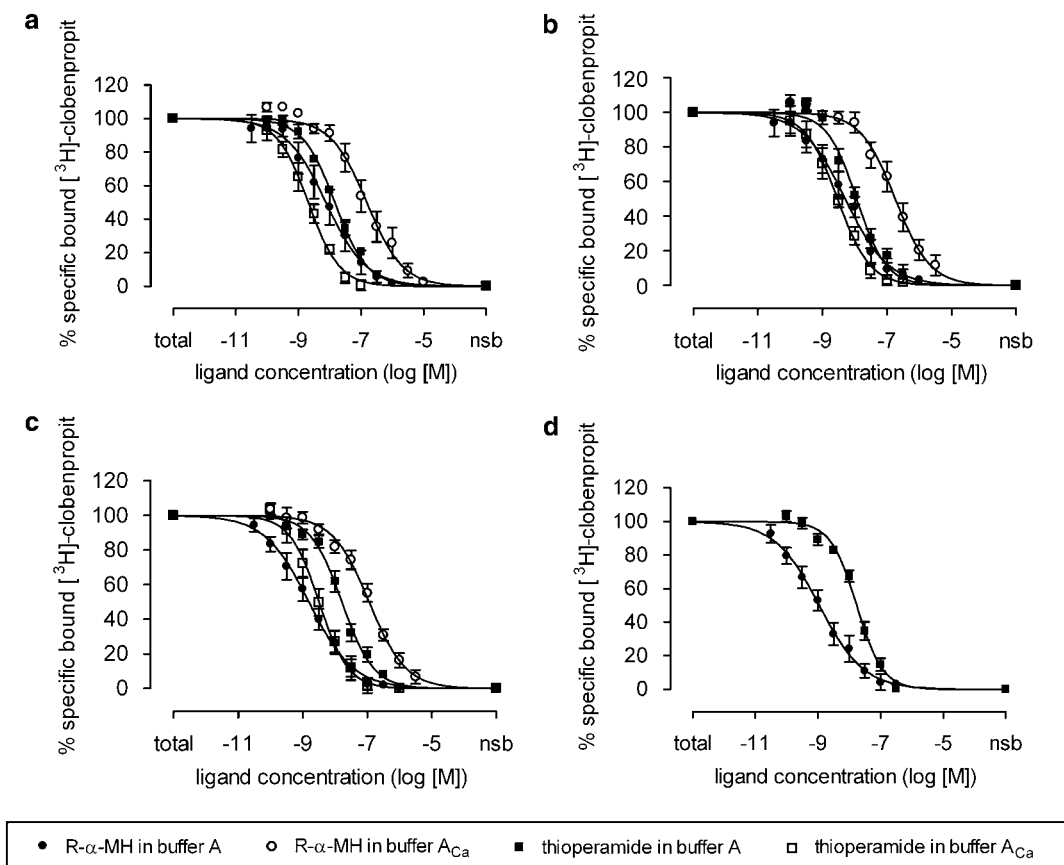 a
% specific bound [ ³H]-clobenpropit
120
100
80
60
40
20
0
total -11 -9 -7 -5 nsb
ligand concentration (log [M])
b
% specific bound [ ³H]-clobenpropit
120
100
80
60
40
20
0
total -11 -9 -7 -5 nsb
ligand concentration (log [M])
c
% specific bound [ ³H]-clobenpropit
120
100
80
60
40
20
0
total -11 -9 -7 -5 nsb
ligand concentration (log [M])
d
% specific bound [ ³H]-clobenpropit
120
100
80
60
40
20
0
total -11 -9 -7 -5 nsb
ligand concentration (log [M])
R-α-MH in buffer A R-α-MH in buffer A_Ca thioperamide in buffer A thioperamide in buffer A_Ca